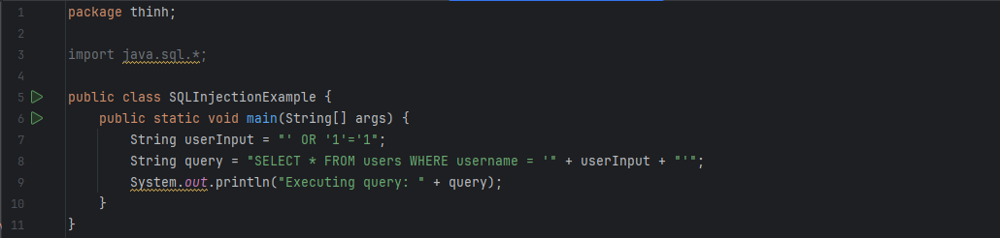 1 package thinh;
2
3 import java.sql.*;
4
5 public class SQLInjectionExample {
6     public static void main(String[] args) {
7         String userInput = "' OR '1'='1";
8         String query = "SELECT * FROM users WHERE username = '" + userInput + "'";
9         System.out.println("Executing query: " + query);
10     }
11 }